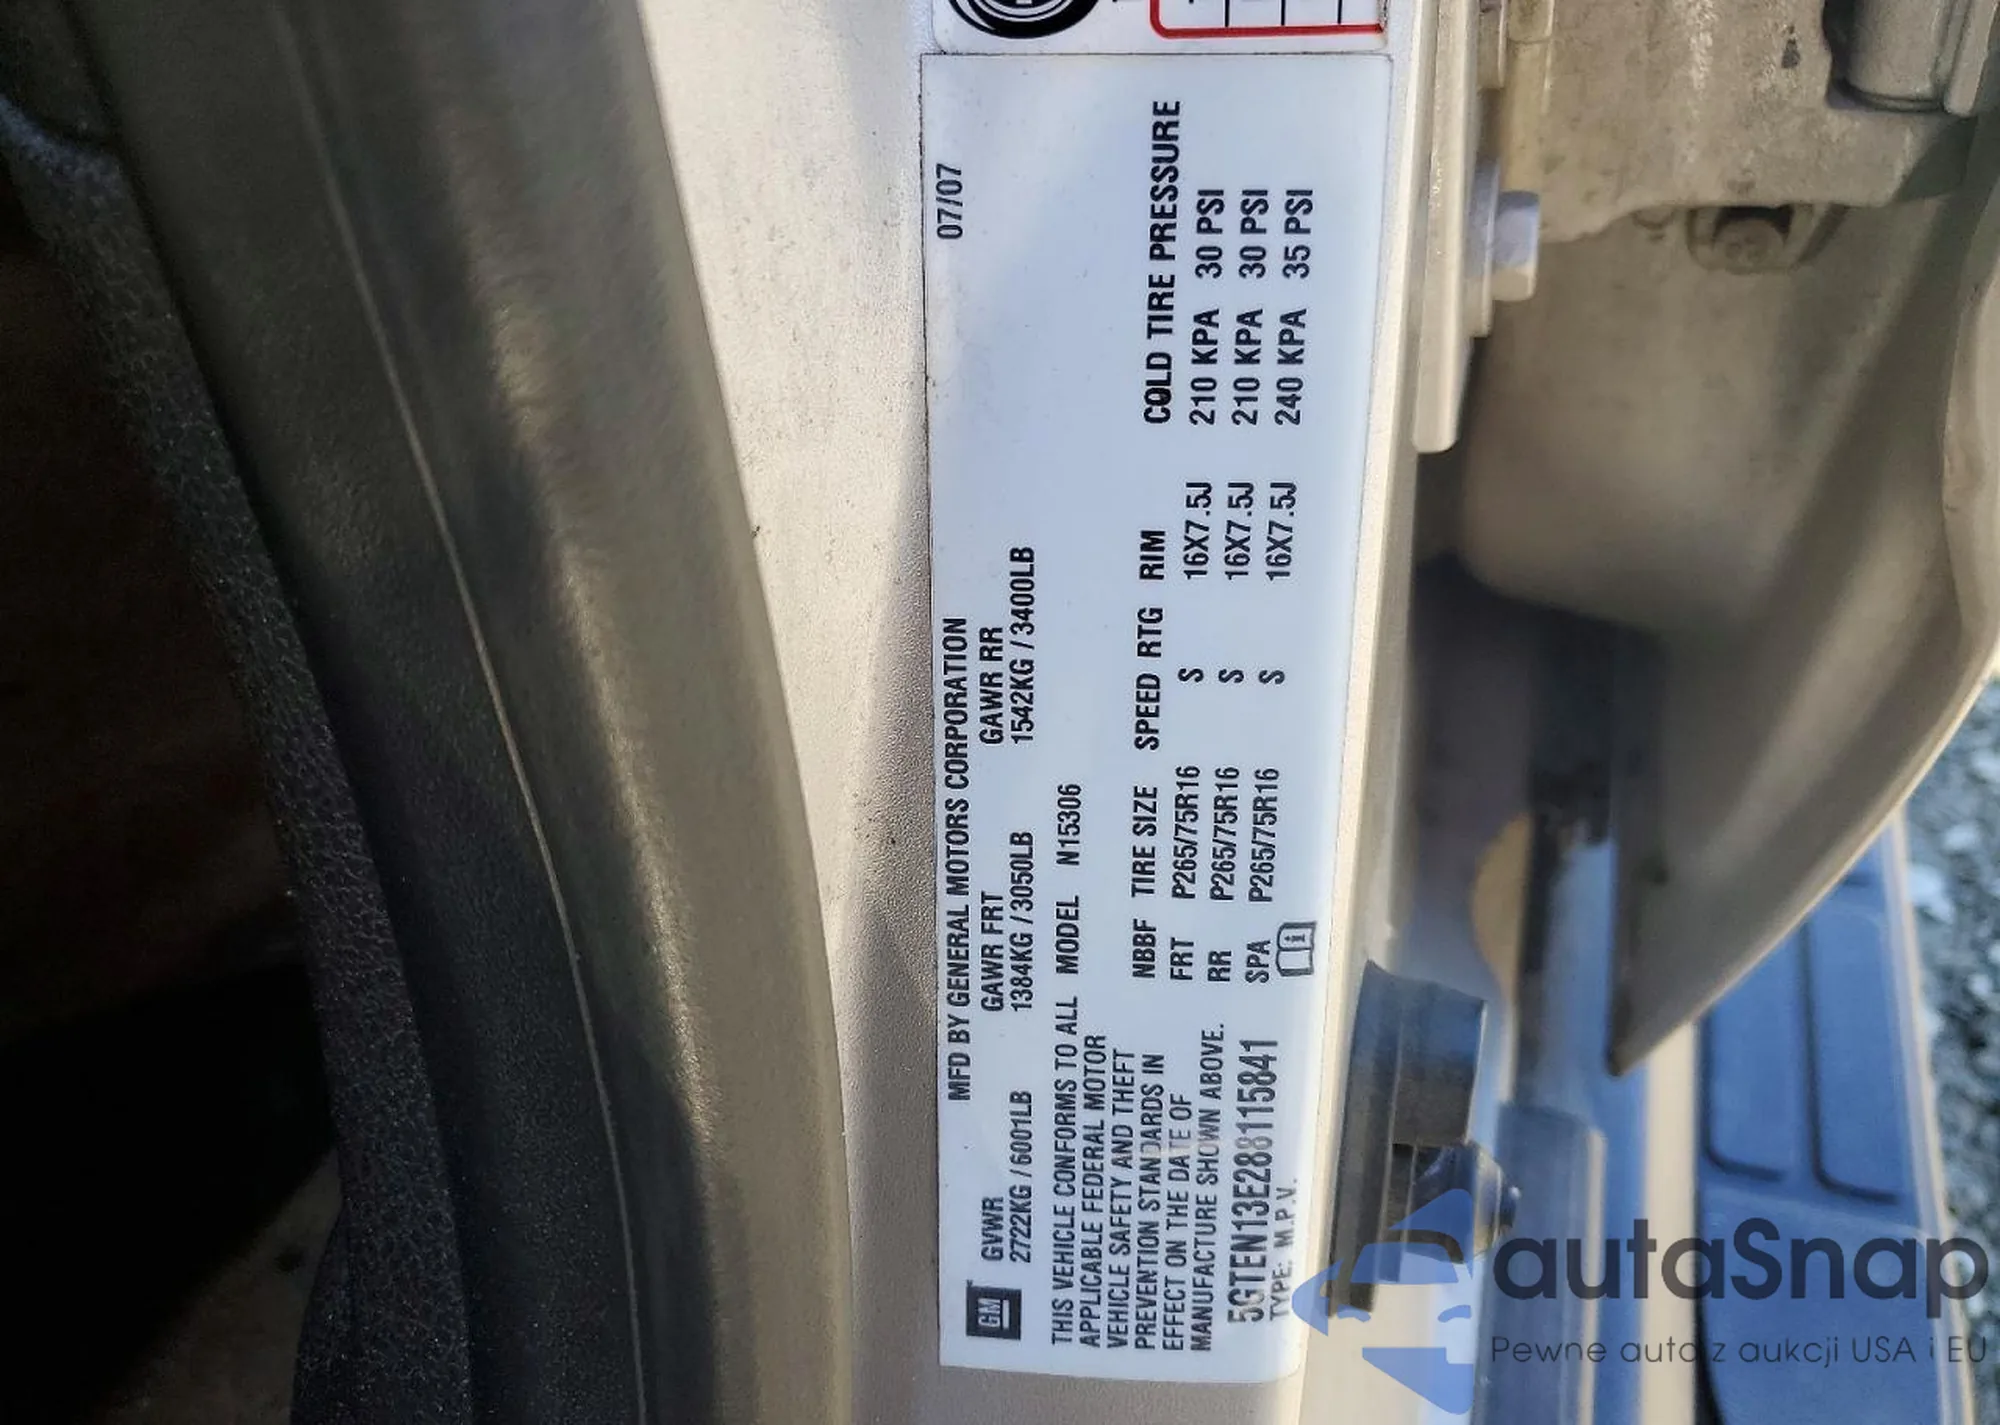 MFD BY GENERAL MOTORS CORPORATION 07/07
GVWR GAWR FRT GAWR RR
2722KG / 6001LB 1384KG / 3050LB 1542KG / 3400LB
GM
THIS VEHICLE CONFORMS TO ALL MODEL N15306
APPLICABLE FEDERAL MOTOR
VEHICLE SAFETY AND THEFT
PREVENTION STANDARDS IN
EFFECT ON THE DATE OF
MANUFACTURE SHOWN ABOVE.
5GTEN13E288115841
TYPE: M.P.V.
NBBF TIRE SIZE SPEED RTG RIM COLD TIRE PRESSURE
FRT P265/75R16 S 16X7.5J 210 KPA 30 PSI
RR P265/75R16 S 16X7.5J 210 KPA 30 PSI
SPA P265/75R16 S 16X7.5J 240 KPA 35 PSI
autaSnap
Pewne auta z aukcji USA i EU